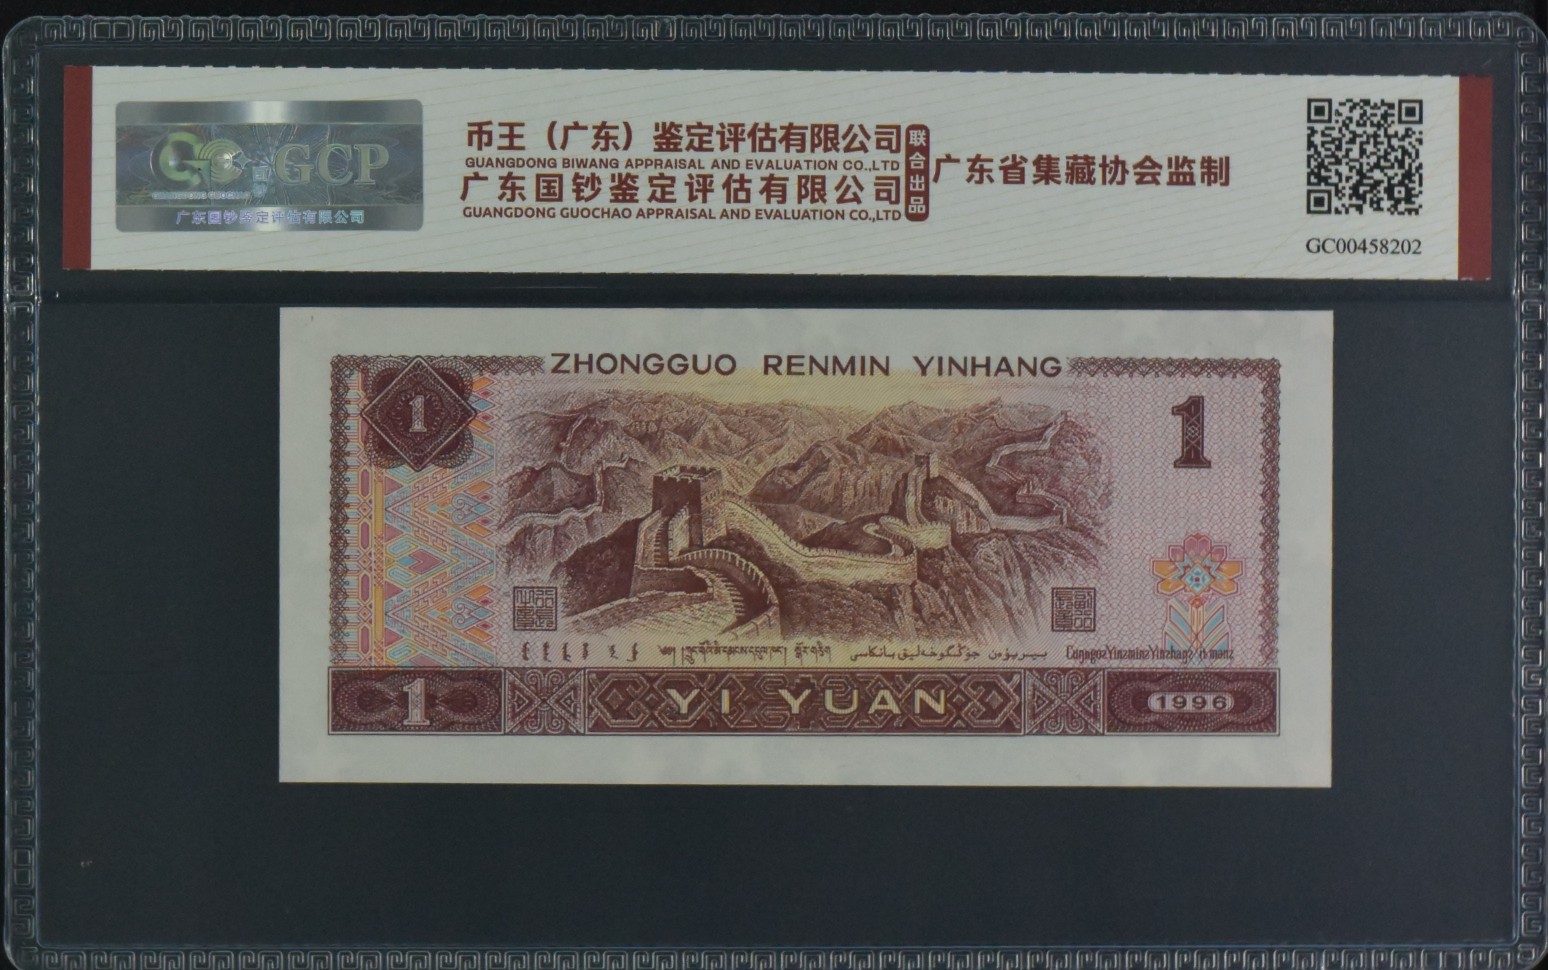 GCP
广东国钞鉴定评估有限公司
币王（广东）鉴定评估有限公司
GUANGDONG BIWANG APPRAISAL AND EVALUATION CO.,LTD
广东国钞鉴定评估有限公司
GUANGDONG GUOCHAO APPRAISAL AND EVALUATION CO.,LTD
联合出品
广东省集藏协会监制
GC00458202
ZHONGGUO RENMIN YINHANG
1
1
1
YI YUAN
1996